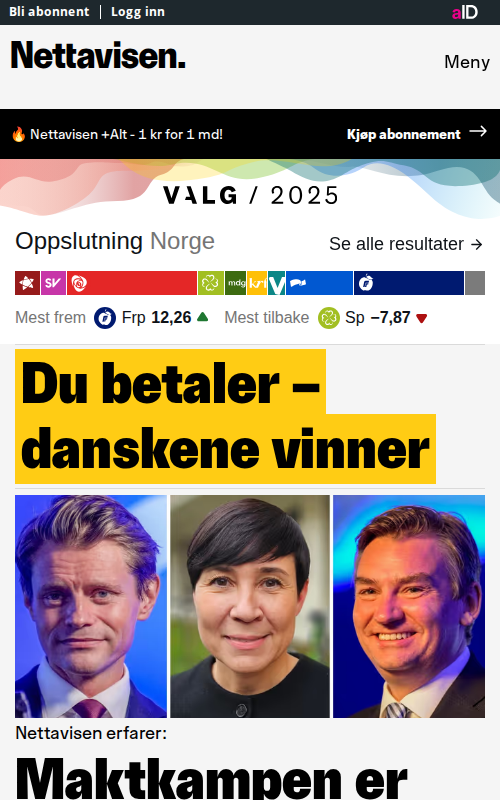 Bli abonnent | Logg inn
aID
Nettavisen.
Meny
🔥 Nettavisen +Alt - 1 kr for 1 md!
Kjøp abonnement →
VALG / 2025
Oppslutning Norge
Se alle resultater →
SV mdg krf V
Mest frem Frp 12,26 ▲ Mest tilbake Sp −7,87 ▼
Du betaler –
danskene vinner
Nettavisen erfarer:
Maktkampen er